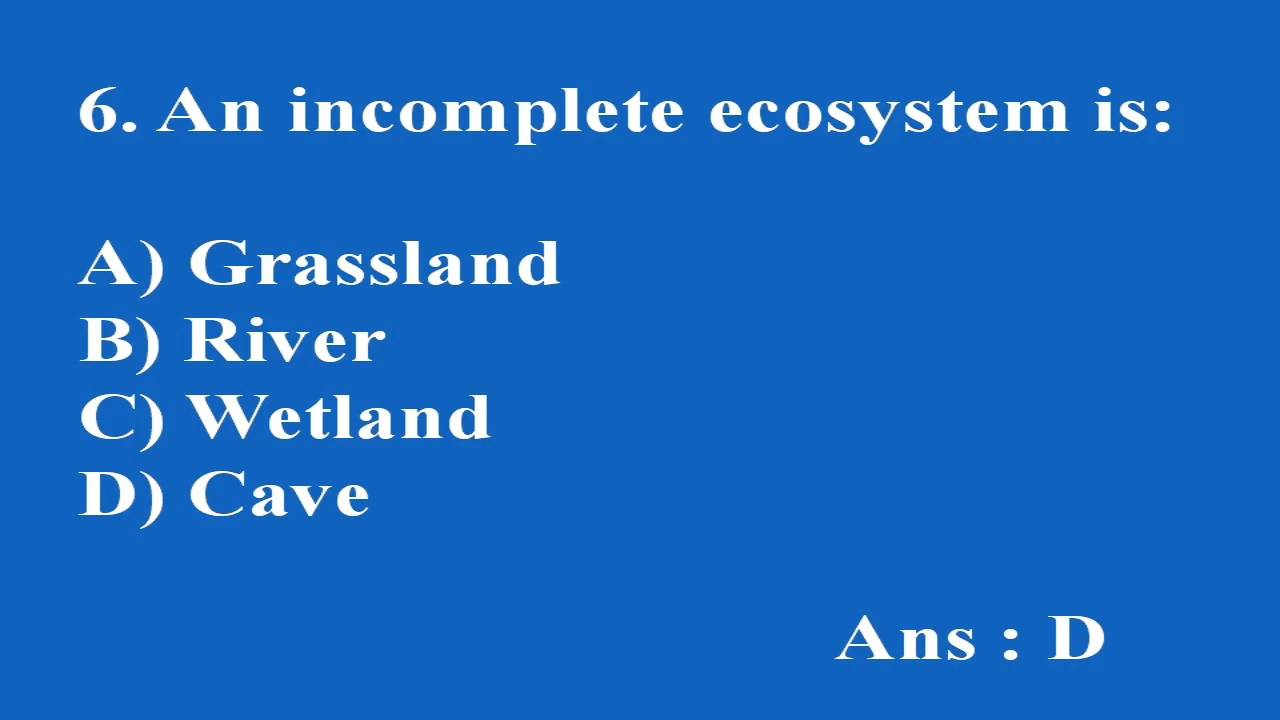 6. An incomplete ecosystem is:
A) Grassland
B) River
C) Wetland
D) Cave
Ans : D